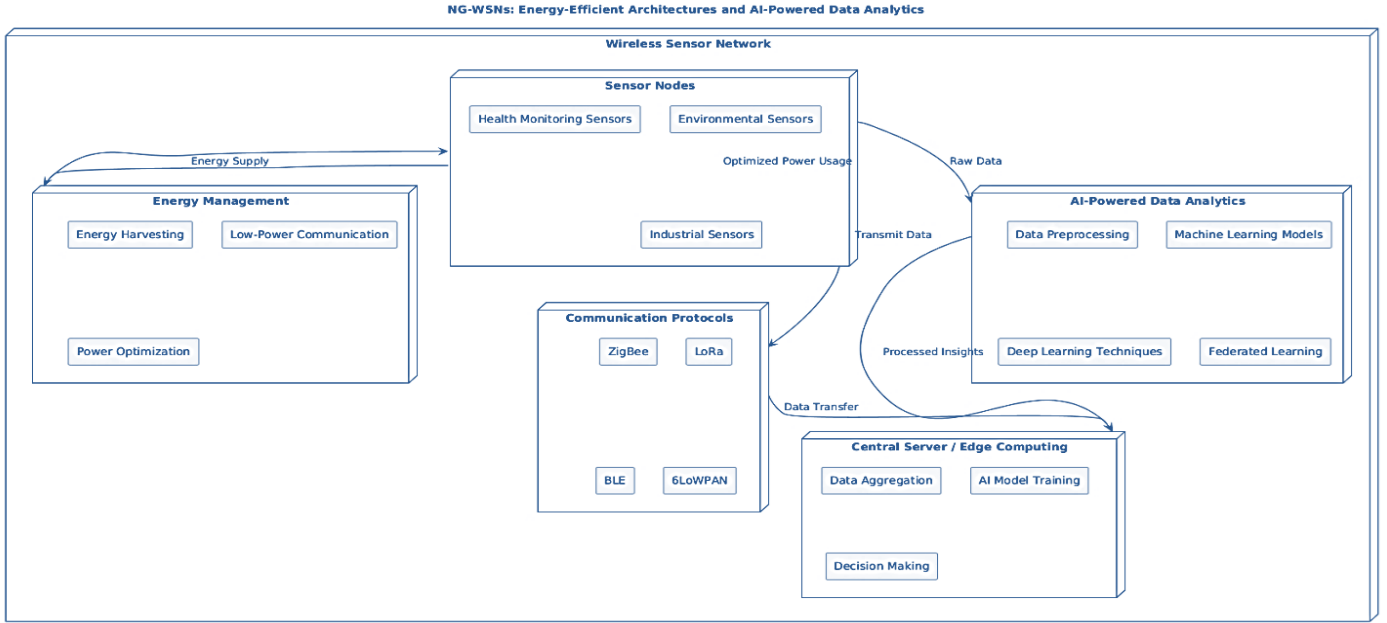 NG-WSNs: Energy-Efficient Architectures and AI-Powered Data Analytics
Wireless Sensor Network
Sensor Nodes
Health Monitoring Sensors
Environmental Sensors
Industrial Sensors
Energy Supply
Optimized Power Usage
Raw Data
Transmit Data
Energy Management
Energy Harvesting
Low-Power Communication
Power Optimization
AI-Powered Data Analytics
Data Preprocessing
Machine Learning Models
Deep Learning Techniques
Federated Learning
Processed Insights
Communication Protocols
ZigBee
LoRa
BLE
6LoWPAN
Data Transfer
Central Server / Edge Computing
Data Aggregation
AI Model Training
Decision Making